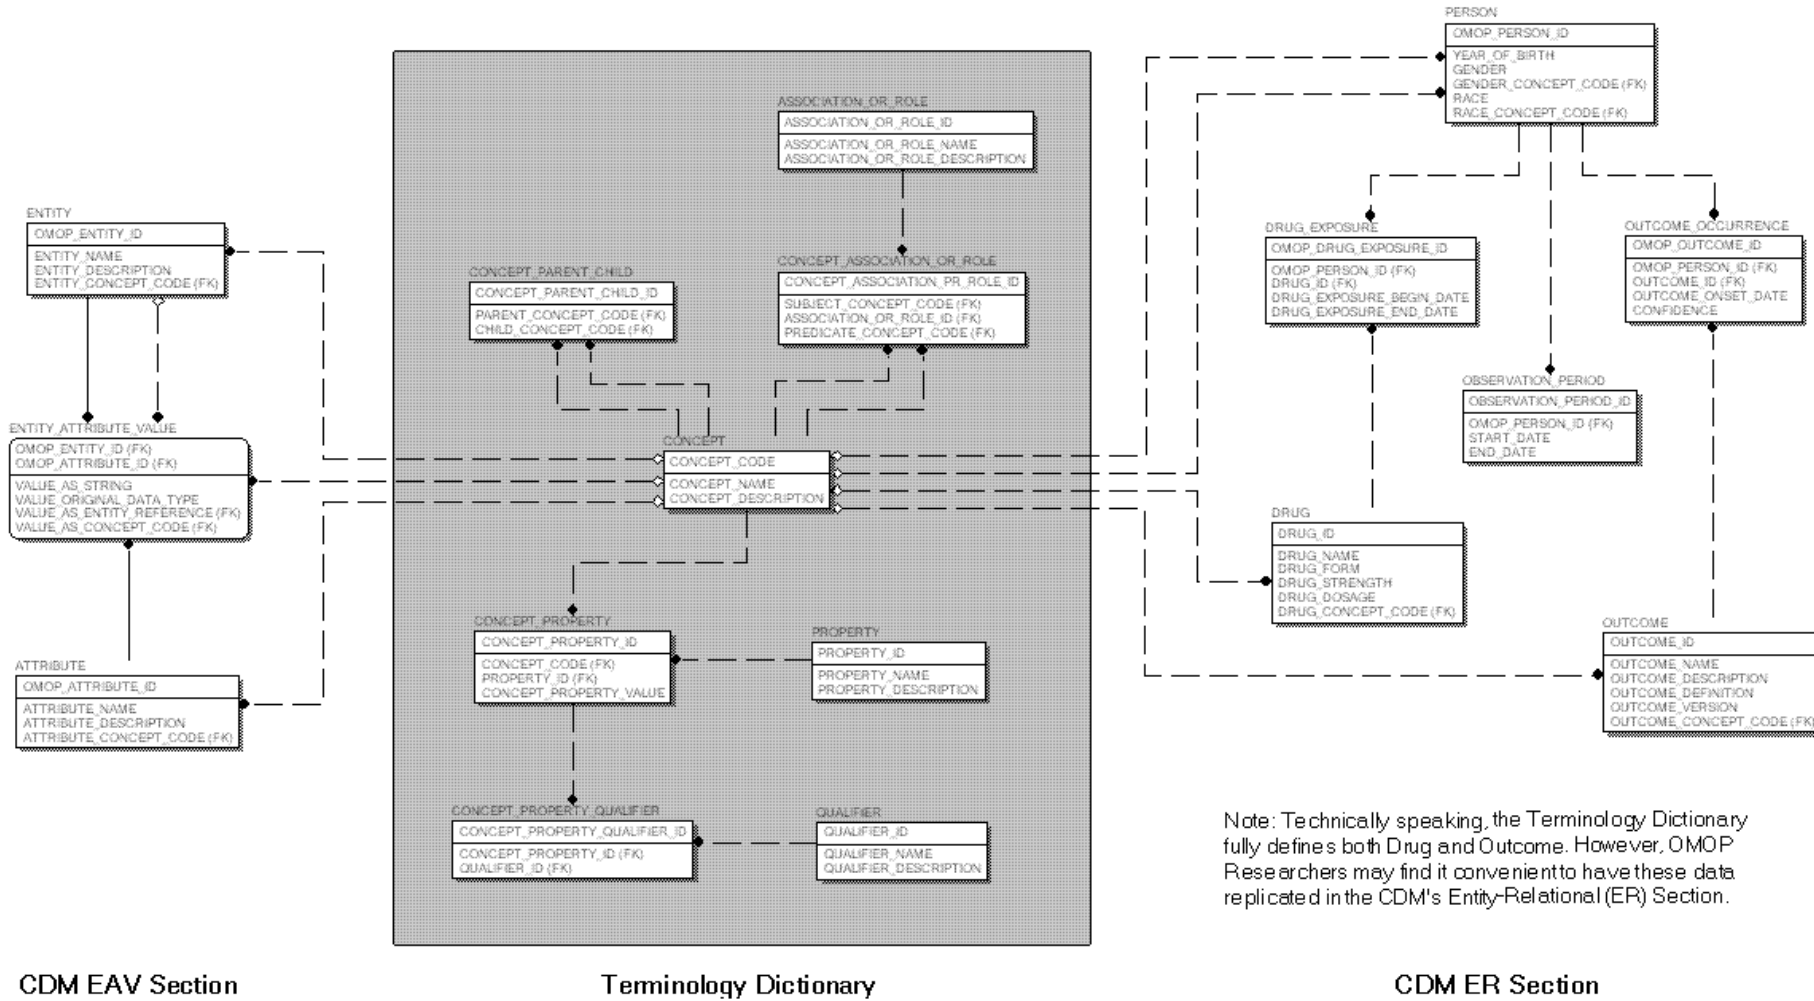 PERSON
OMOP_PERSON_ID
YEAR_OF_BIRTH
GENDER
GENDER_CONCEPT_CODE (FK)
RACE
RACE_CONCEPT_CODE (FK)
ASSOCIATION_OR_ROLE
ASSOCIATION_OR_ROLE_ID
ASSOCIATION_OR_ROLE_NAME
ASSOCIATION_OR_ROLE_DESCRIPTION
ENTITY
OMOP_ENTITY_ID
ENTITY_NAME
ENTITY_DESCRIPTION
ENTITY_CONCEPT_CODE (FK)
CONCEPT_PARENT_CHILD
CONCEPT_PARENT_CHILD_ID
PARENT_CONCEPT_CODE (FK)
CHILD_CONCEPT_CODE (FK)
CONCEPT_ASSOCIATION_OR_ROLE
CONCEPT_ASSOCIATION_PR_ROLE_ID
SUBJECT_CONCEPT_CODE (FK)
ASSOCIATION_OR_ROLE_ID (FK)
PREDICATE_CONCEPT_CODE (FK)
DRUG_EXPOSURE
OMOP_DRUG_EXPOSURE_ID
OMOP_PERSON_ID (FK)
DRUG_ID (FK)
DRUG_EXPOSURE_BEGIN_DATE
DRUG_EXPOSURE_END_DATE
OUTCOME_OCCURRENCE
OMOP_OUTCOME_ID
OMOP_PERSON_ID (FK)
OUTCOME_ID (FK)
OUTCOME_ONSET_DATE
CONFIDENCE
OBSERVATION_PERIOD
OBSERVATION_PERIOD_ID
OMOP_PERSON_ID (FK)
START_DATE
END_DATE
ENTITY_ATTRIBUTE_VALUE
OMOP_ENTITY_ID (FK)
OMOP_ATTRIBUTE_ID (FK)
VALUE_AS_STRING
VALUE_ORIGINAL_DATA_TYPE
VALUE_AS_ENTITY_REFERENCE (FK)
VALUE_AS_CONCEPT_CODE (FK)
CONCEPT
CONCEPT_CODE
CONCEPT_NAME
CONCEPT_DESCRIPTION
DRUG
DRUG_ID
DRUG_NAME
DRUG_FORM
DRUG_STRENGTH
DRUG_DOSAGE
DRUG_CONCEPT_CODE (FK)
ATTRIBUTE
OMOP_ATTRIBUTE_ID
ATTRIBUTE_NAME
ATTRIBUTE_DESCRIPTION
ATTRIBUTE_CONCEPT_CODE (FK)
CONCEPT_PROPERTY
CONCEPT_PROPERTY_ID
CONCEPT_CODE (FK)
PROPERTY_ID (FK)
CONCEPT_PROPERTY_VALUE
PROPERTY
PROPERTY_ID
PROPERTY_NAME
PROPERTY_DESCRIPTION
OUTCOME
OUTCOME_ID
OUTCOME_NAME
OUTCOME_DESCRIPTION
OUTCOME_DEFINITION
OUTCOME_VERSION
OUTCOME_CONCEPT_CODE (FK)
CONCEPT_PROPERTY_QUALIFIER
CONCEPT_PROPERTY_QUALIFIER_ID
CONCEPT_PROPERTY_ID (FK)
QUALIFIER_ID (FK)
QUALIFIER
QUALIFIER_ID
QUALIFIER_NAME
QUALIFIER_DESCRIPTION
Note: Technically speaking, the Terminology Dictionary
fully defines both Drug and Outcome. However, OMOP
Researchers may find it convenient to have these data
replicated in the CDM's Entity-Relational (ER) Section.
CDM EAV Section
Terminology Dictionary
CDM ER Section